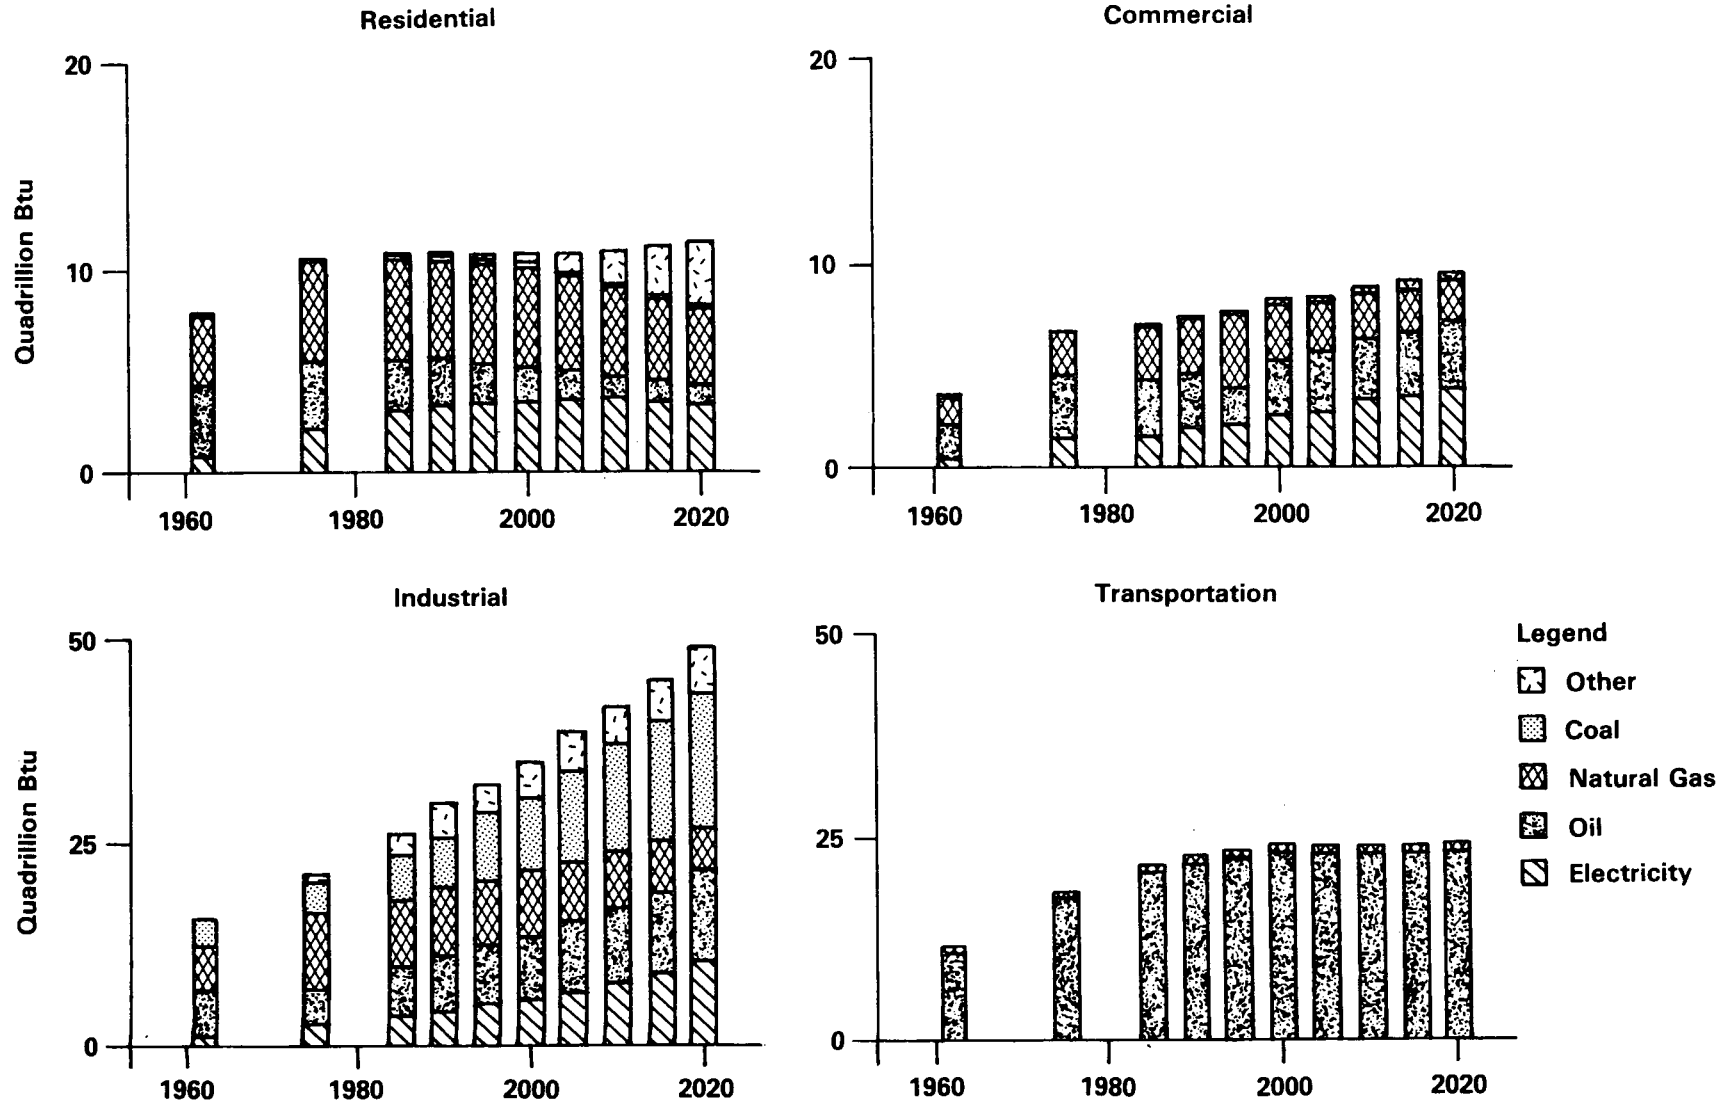 Residential
20
10
0
Quadrillion Btu
1960 1980 2000 2020
Commercial
20
10
0
1960 1980 2000 2020
Industrial
50
25
0
Quadrillion Btu
1960 1980 2000 2020
Transportation
50
25
0
1960 1980 2000 2020
Legend
Other
Coal
Natural Gas
Oil
Electricity